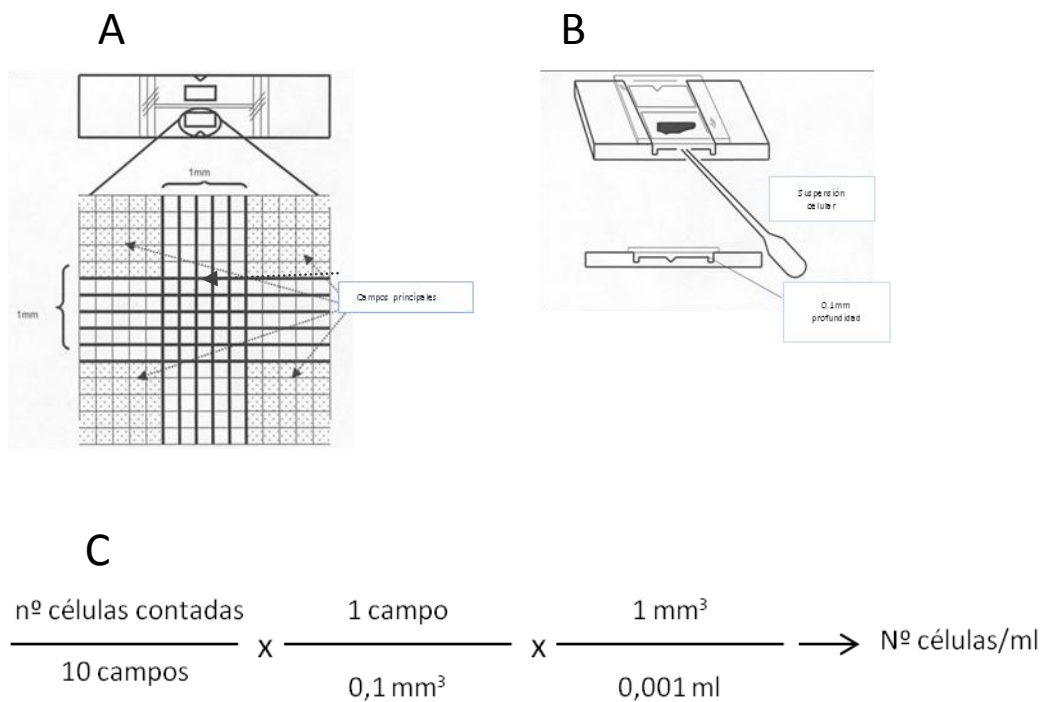 A
B
1mm
1mm
Campos principales
Suspensión
celular
0,1mm
profundidad
C
nº células contadas
10 campos
x
1 campo
0,1 mm³
x
1 mm³
0,001 ml
Nº células/ml